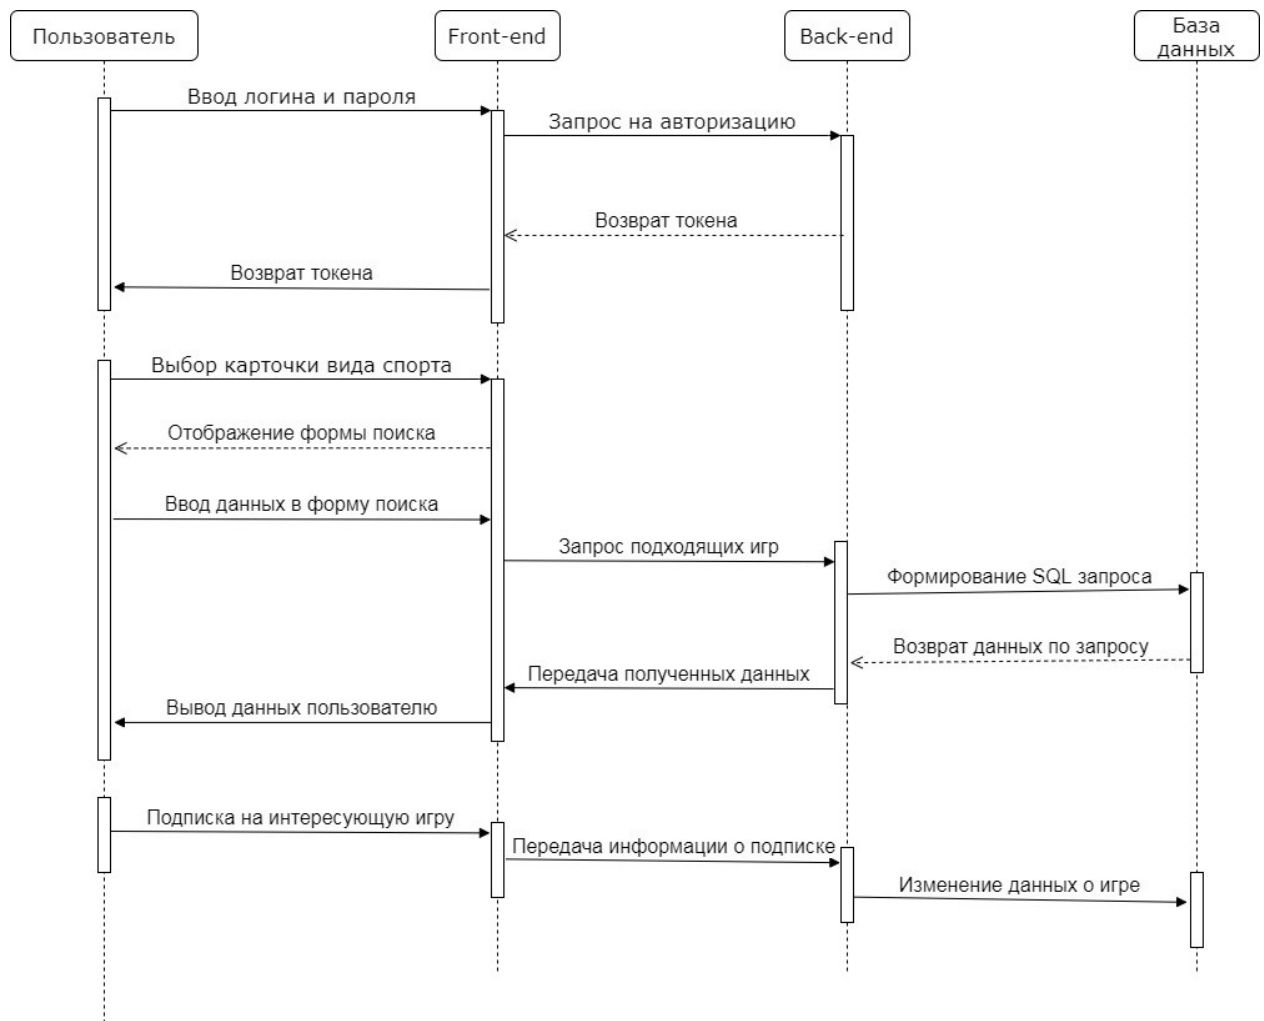 Пользователь
Front-end
Back-end
База
данных
Ввод логина и пароля
Запрос на авторизацию
Возврат токена
Возврат токена
Выбор карточки вида спорта
Отображение формы поиска
Ввод данных в форму поиска
Запрос подходящих игр
Формирование SQL запроса
Возврат данных по запросу
Передача полученных данных
Вывод данных пользователю
Подписка на интересующую игру
Передача информации о подписке
Изменение данных о игре